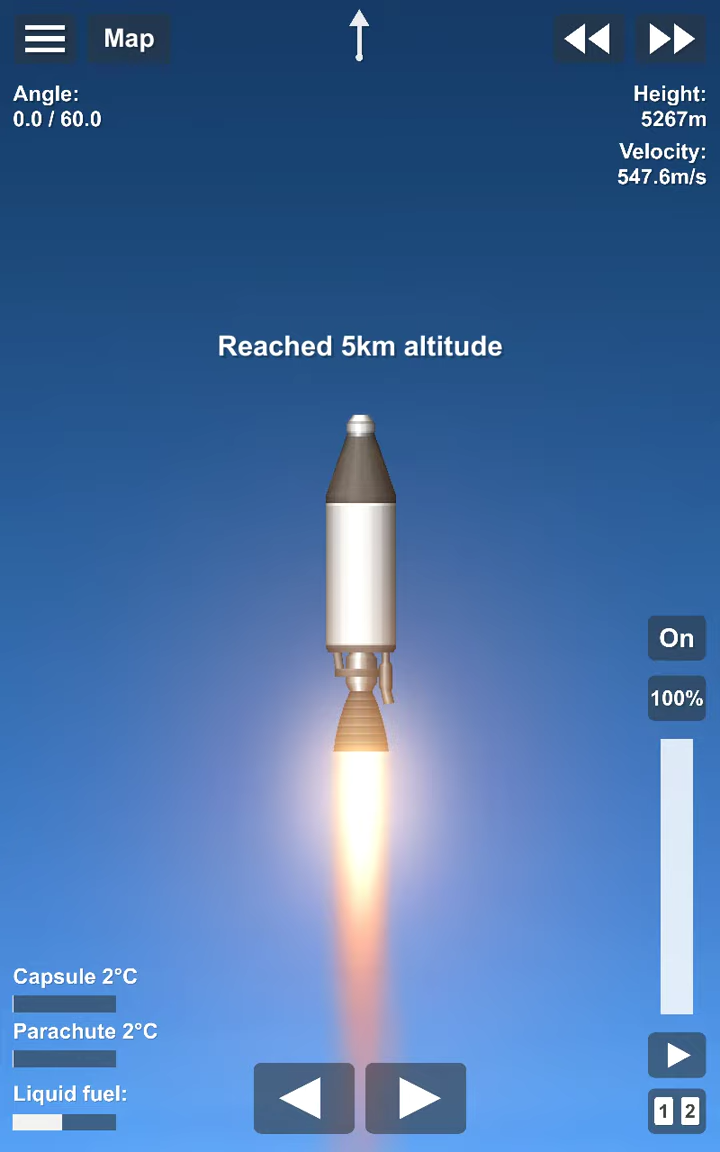 Map
Angle:
0.0 / 60.0
Height:
5267m
Velocity:
547.6m/s
Reached 5km altitude
On
100%
Capsule 2°C
Parachute 2°C
Liquid fuel:
1 2